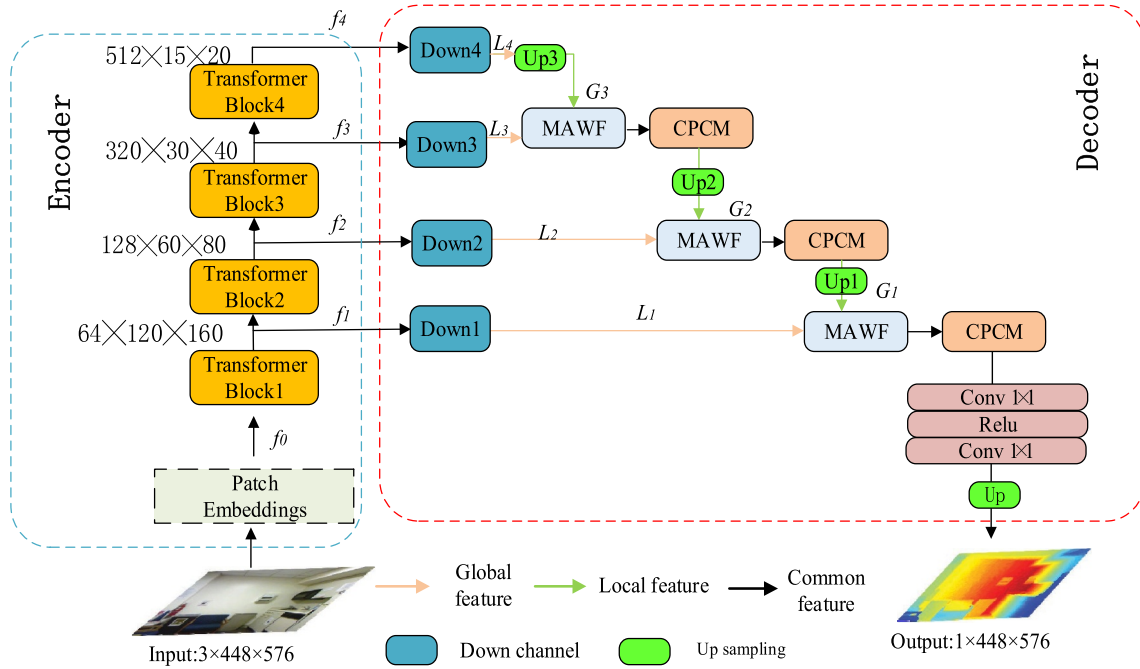 Encoder
Decoder
f4
512×15×20
Transformer
Block4
Down4
L4
Up3
G3
f3
320×30×40
Transformer
Block3
Down3
L3
MAWF
CPCM
Up2
G2
f2
128×60×80
Transformer
Block2
Down2
L2
MAWF
CPCM
Up1
G1
f1
64×120×160
Transformer
Block1
Down1
L1
MAWF
CPCM
Conv 1×1
Relu
Conv 1×1
Up
f0
Patch
Embeddings
Input:3×448×576
Global
feature
Local feature
Common
feature
Down channel
Up sampling
Output:1×448×576